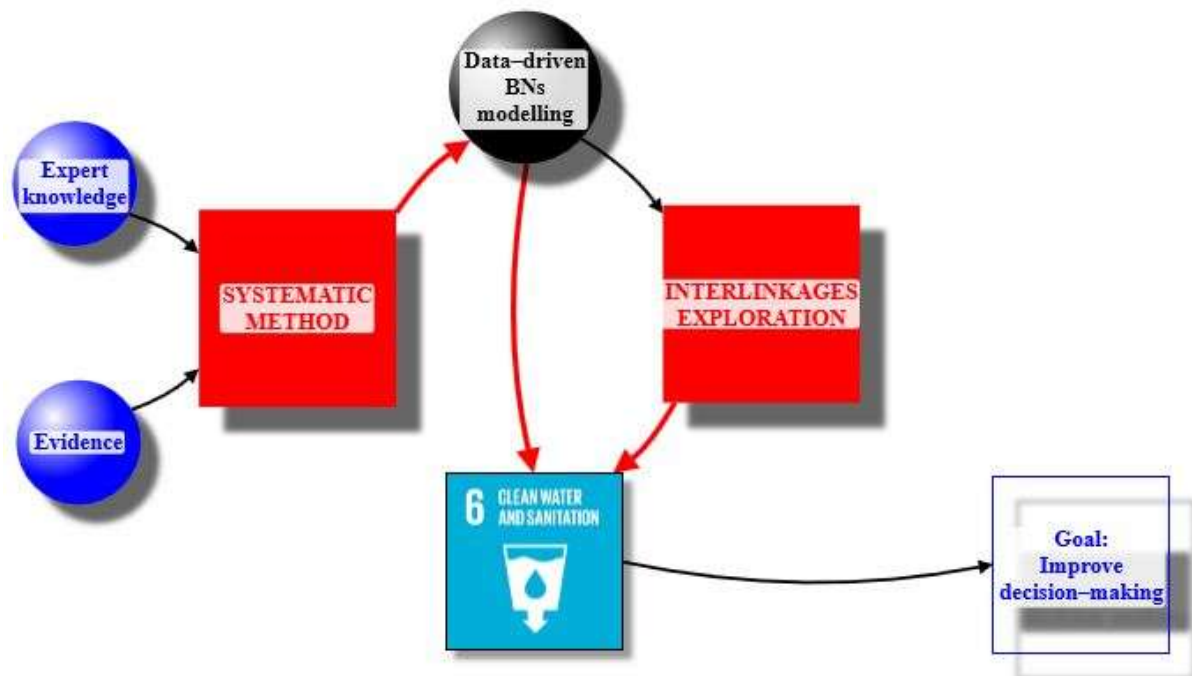 Data–driven
BNs
modelling
Expert
knowledge
SYSTEMATIC
METHOD
INTERLINKAGES
EXPLORATION
Evidence
6 CLEAN WATER
AND SANITATION
Goal:
Improve
decision–making